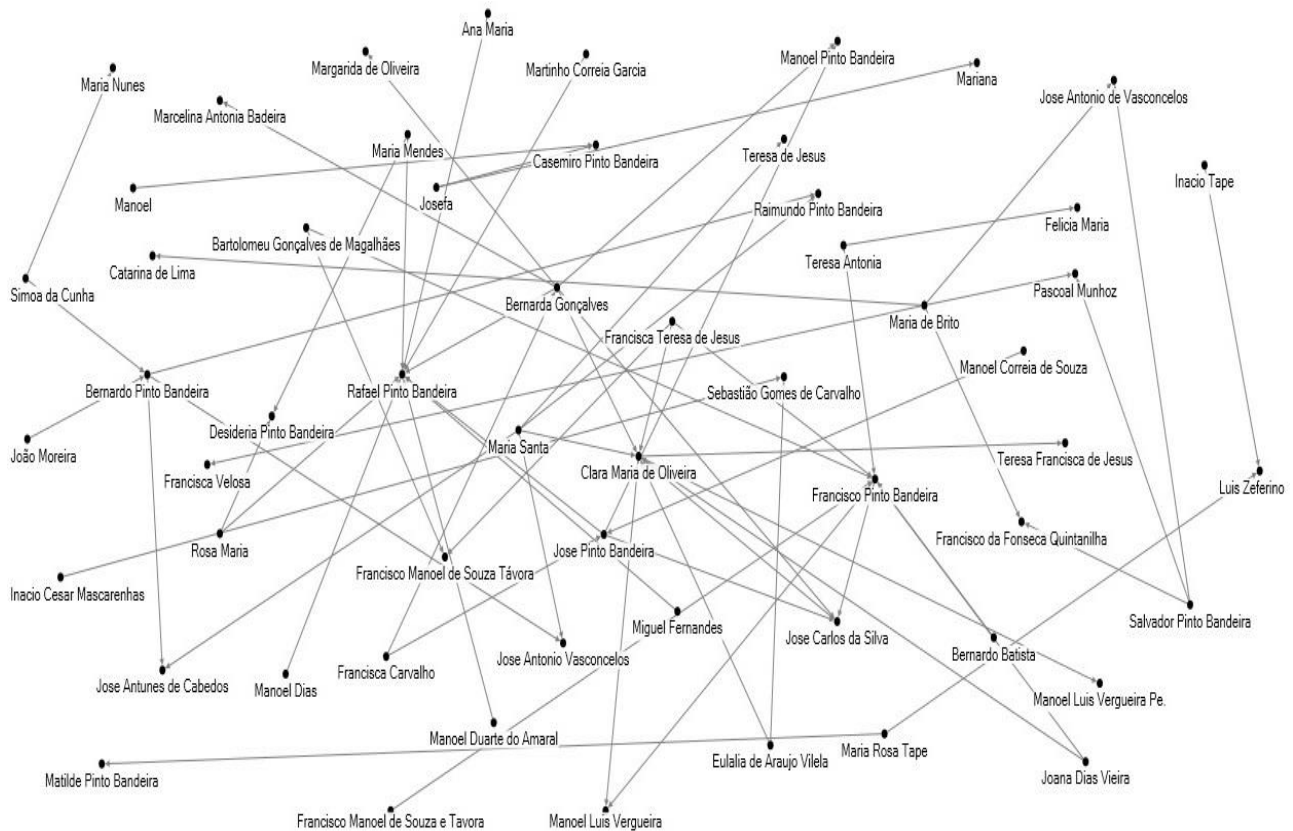 Ana Maria
Margarida de Oliveira
Martinho Correia Garcia
Manoel Pinto Bandeira
Maria Nunes
Mariana
Jose Antonio de Vasconcelos
Marcelina Antonia Badeira
Maria Mendes
Casemiro Pinto Bandeira
Teresa de Jesus
Inacio Tape
Manoel
Josefa
Raimundo Pinto Bandeira
Felicia Maria
Bartolomeu Gonçalves de Magalhães
Catarina de Lima
Teresa Antonia
Simoa da Cunha
Bernarda Gonçalves
Pascoal Munhoz
Maria de Brito
Francisca Teresa de Jesus
Manoel Correia de Souza
Bernardo Pinto Bandeira
Rafael Pinto Bandeira
Sebastião Gomes de Carvalho
Desideria Pinto Bandeira
Maria Santa
João Moreira
Teresa Francisca de Jesus
Francisca Velosa
Clara Maria de Oliveira
Francisco Pinto Bandeira
Luis Zeferino
Francisco da Fonseca Quintanilha
Rosa Maria
Jose Pinto Bandeira
Francisco Manoel de Souza Távora
Inacio Cesar Mascarenhas
Miguel Fernandes
Jose Carlos da Silva
Salvador Pinto Bandeira
Bernardo Batista
Jose Antonio Vasconcelos
Francisca Carvalho
Jose Antunes de Cabedos
Manoel Dias
Manoel Luis Vergueira Pe.
Manoel Duarte do Amaral
Maria Rosa Tape
Eulalia de Araujo Vilela
Matilde Pinto Bandeira
Joana Dias Vieira
Francisco Manoel de Souza e Tavora
Manoel Luis Vergueira